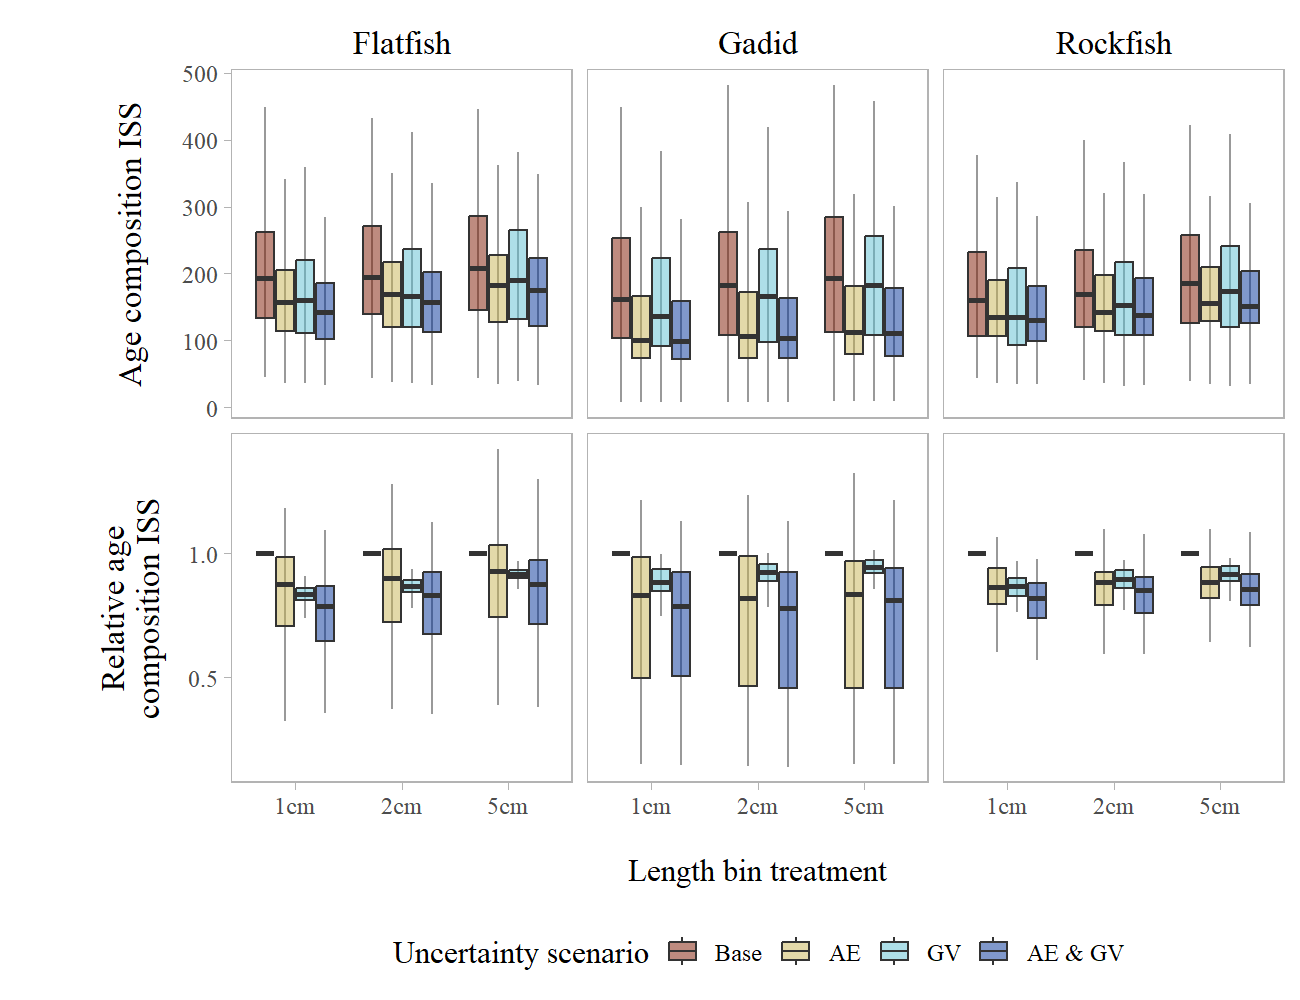 Flatfish Gadid Rockfish
Age composition ISS
500
400
300
200
100
0
Relative age
composition ISS
1.0
0.5
1cm 2cm 5cm 1cm 2cm 5cm 1cm 2cm 5cm
Length bin treatment
Uncertainty scenario Base AE GV AE & GV